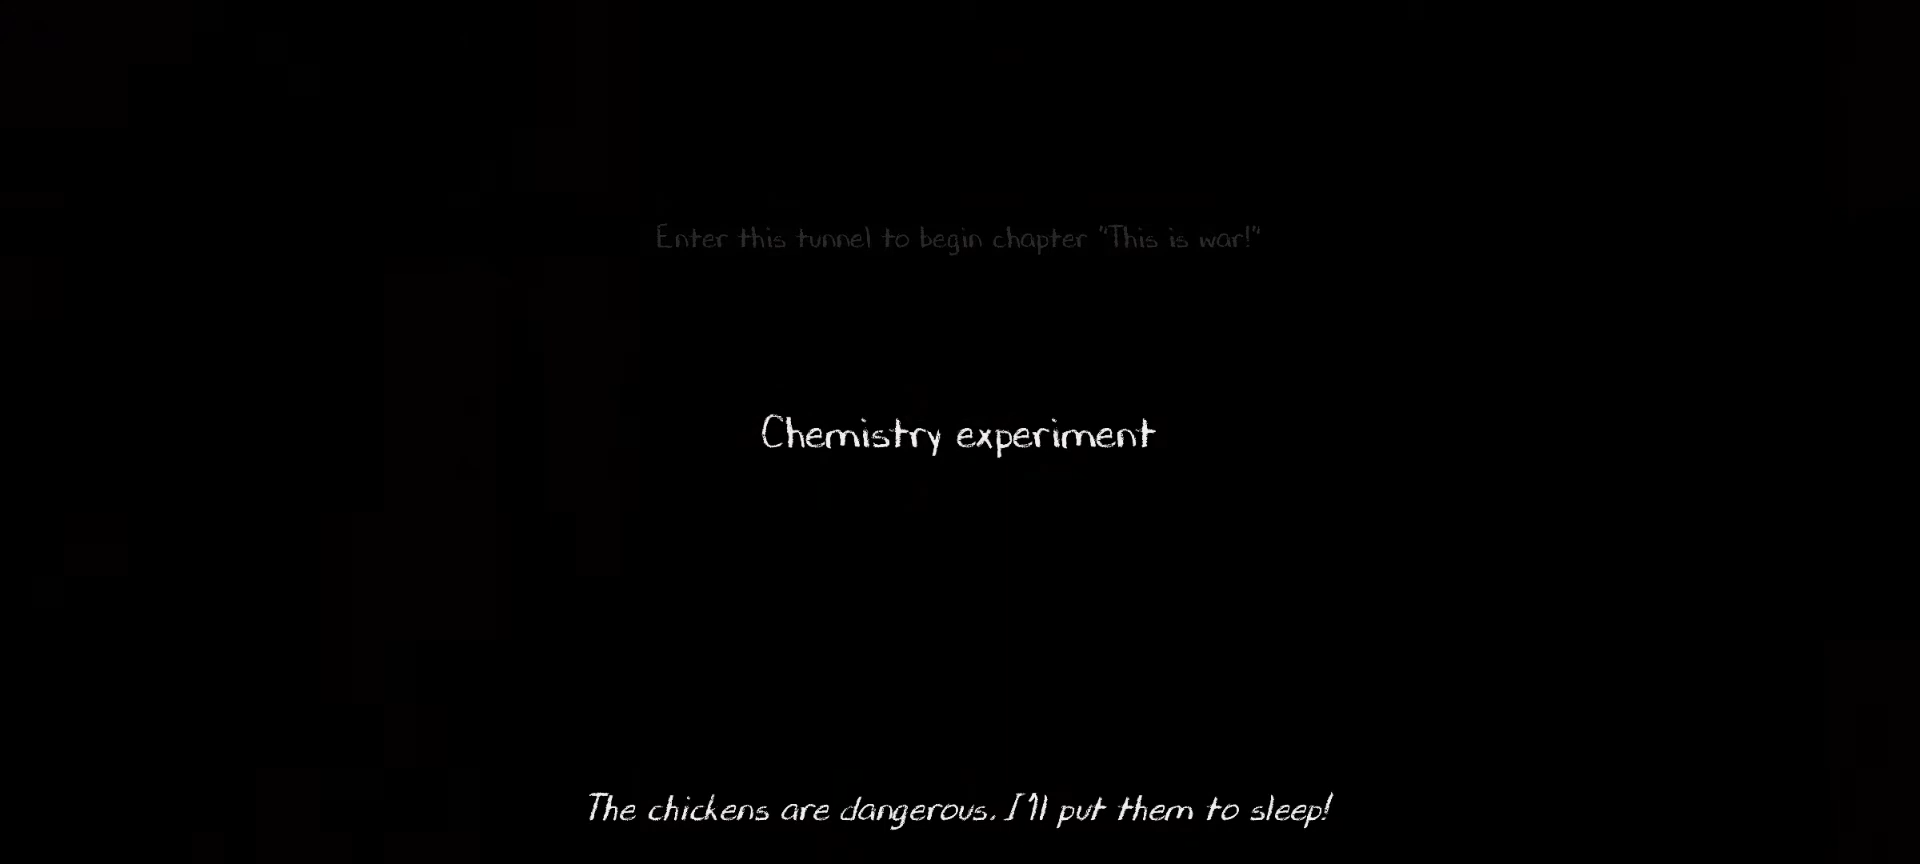 Enter this tunnel to begin chapter "This is war!"
Chemistry experiment
The chickens are dangerous. I'll put them to sleep!